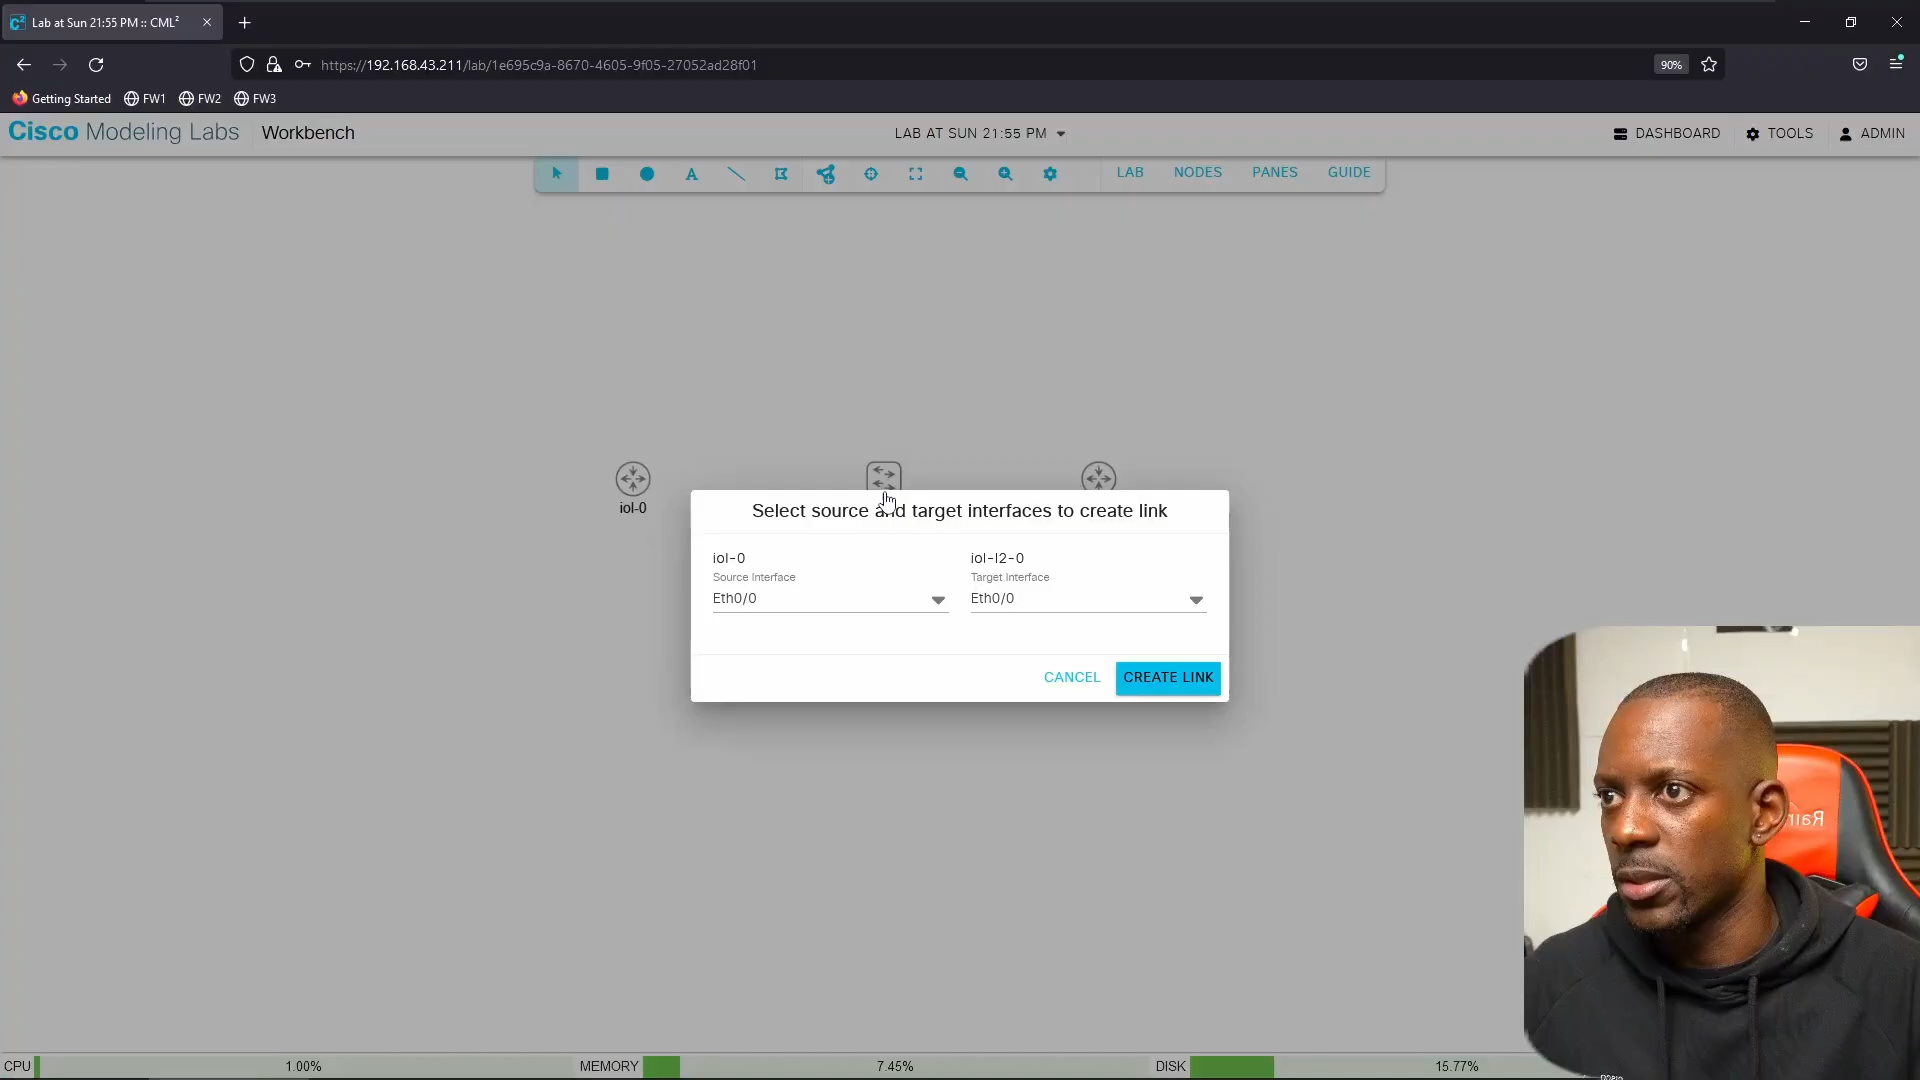 Lab at Sun 21:55 PM :: CML²
https://192.168.43.211/lab/1e695c9a-8670-4605-9f05-27052ad28f01
90%
Getting Started
FW1
FW2
FW3
Cisco Modeling Labs
Workbench
LAB AT SUN 21:55 PM
DASHBOARD
TOOLS
ADMIN
A
LAB
NODES
PANES
GUIDE
iol-0
Select source and target interfaces to create link
iol-0
Source Interface
Eth0/0
iol-l2-0
Target Interface
Eth0/0
CANCEL
CREATE LINK
CPU
1.00%
MEMORY
7.45%
DISK
15.77%